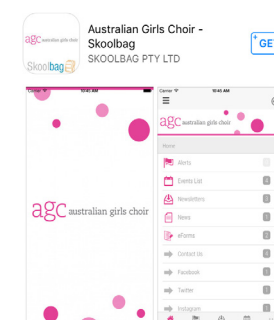 agc australian girls choir
Skoolbag
Australian Girls Choir -
Skoolbag
SKOOLBAG PTY LTD
GE
Carrier
10:45 AM
agc australian girls choir
Carrier
10:45 AM
agc australian girls choir
Home
Alerts
Events List
Newsletters
News
eForms
Contact Us
Facebook
Twitter
Instagram